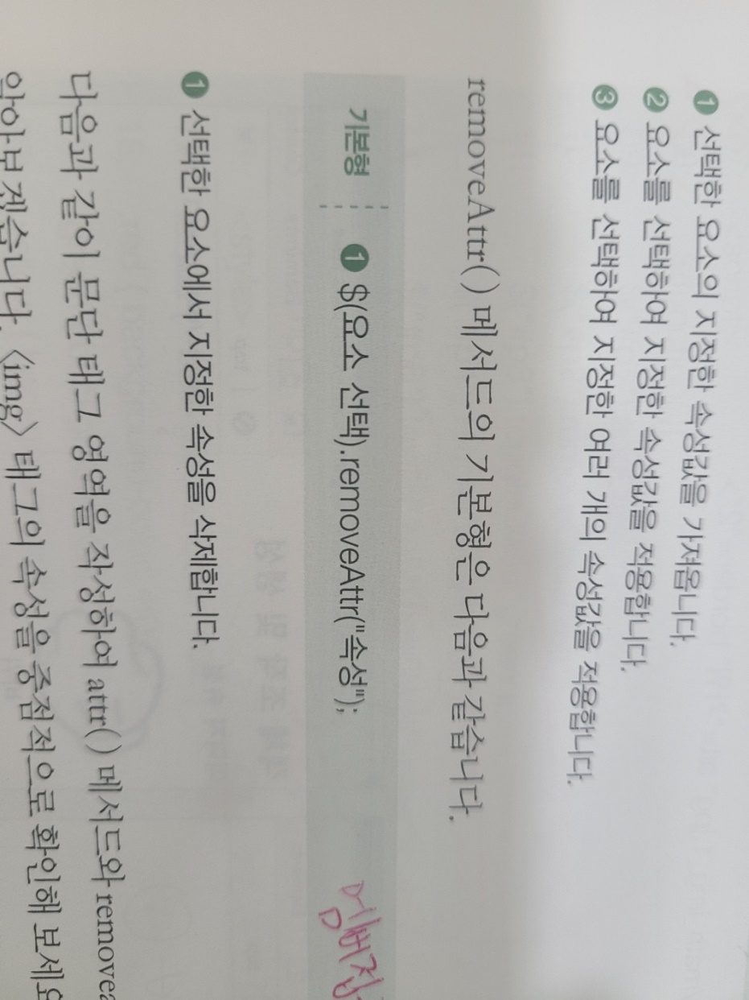 ❶ 선택한 요소의 지정한 속성값을 가져옵니다.
❷ 요소를 선택하여 지정한 속성값을 적용합니다.
❸ 요소를 선택하여 지정한 여러 개의 속성값을 적용합니다.
removeAttr() 메서드의 기본형은 다음과 같습니다.
기본형 ❶ $(요소 선택).removeAttr("속성");
❶ 선택한 요소에서 지정한 속성을 삭제합니다.
다음과 같이 문단 태그 영역을 작성하여 attr() 메서드와 removea
알아보겠습니다. 〈img〉 태그의 속성을 중점적으로 확인해 보세요